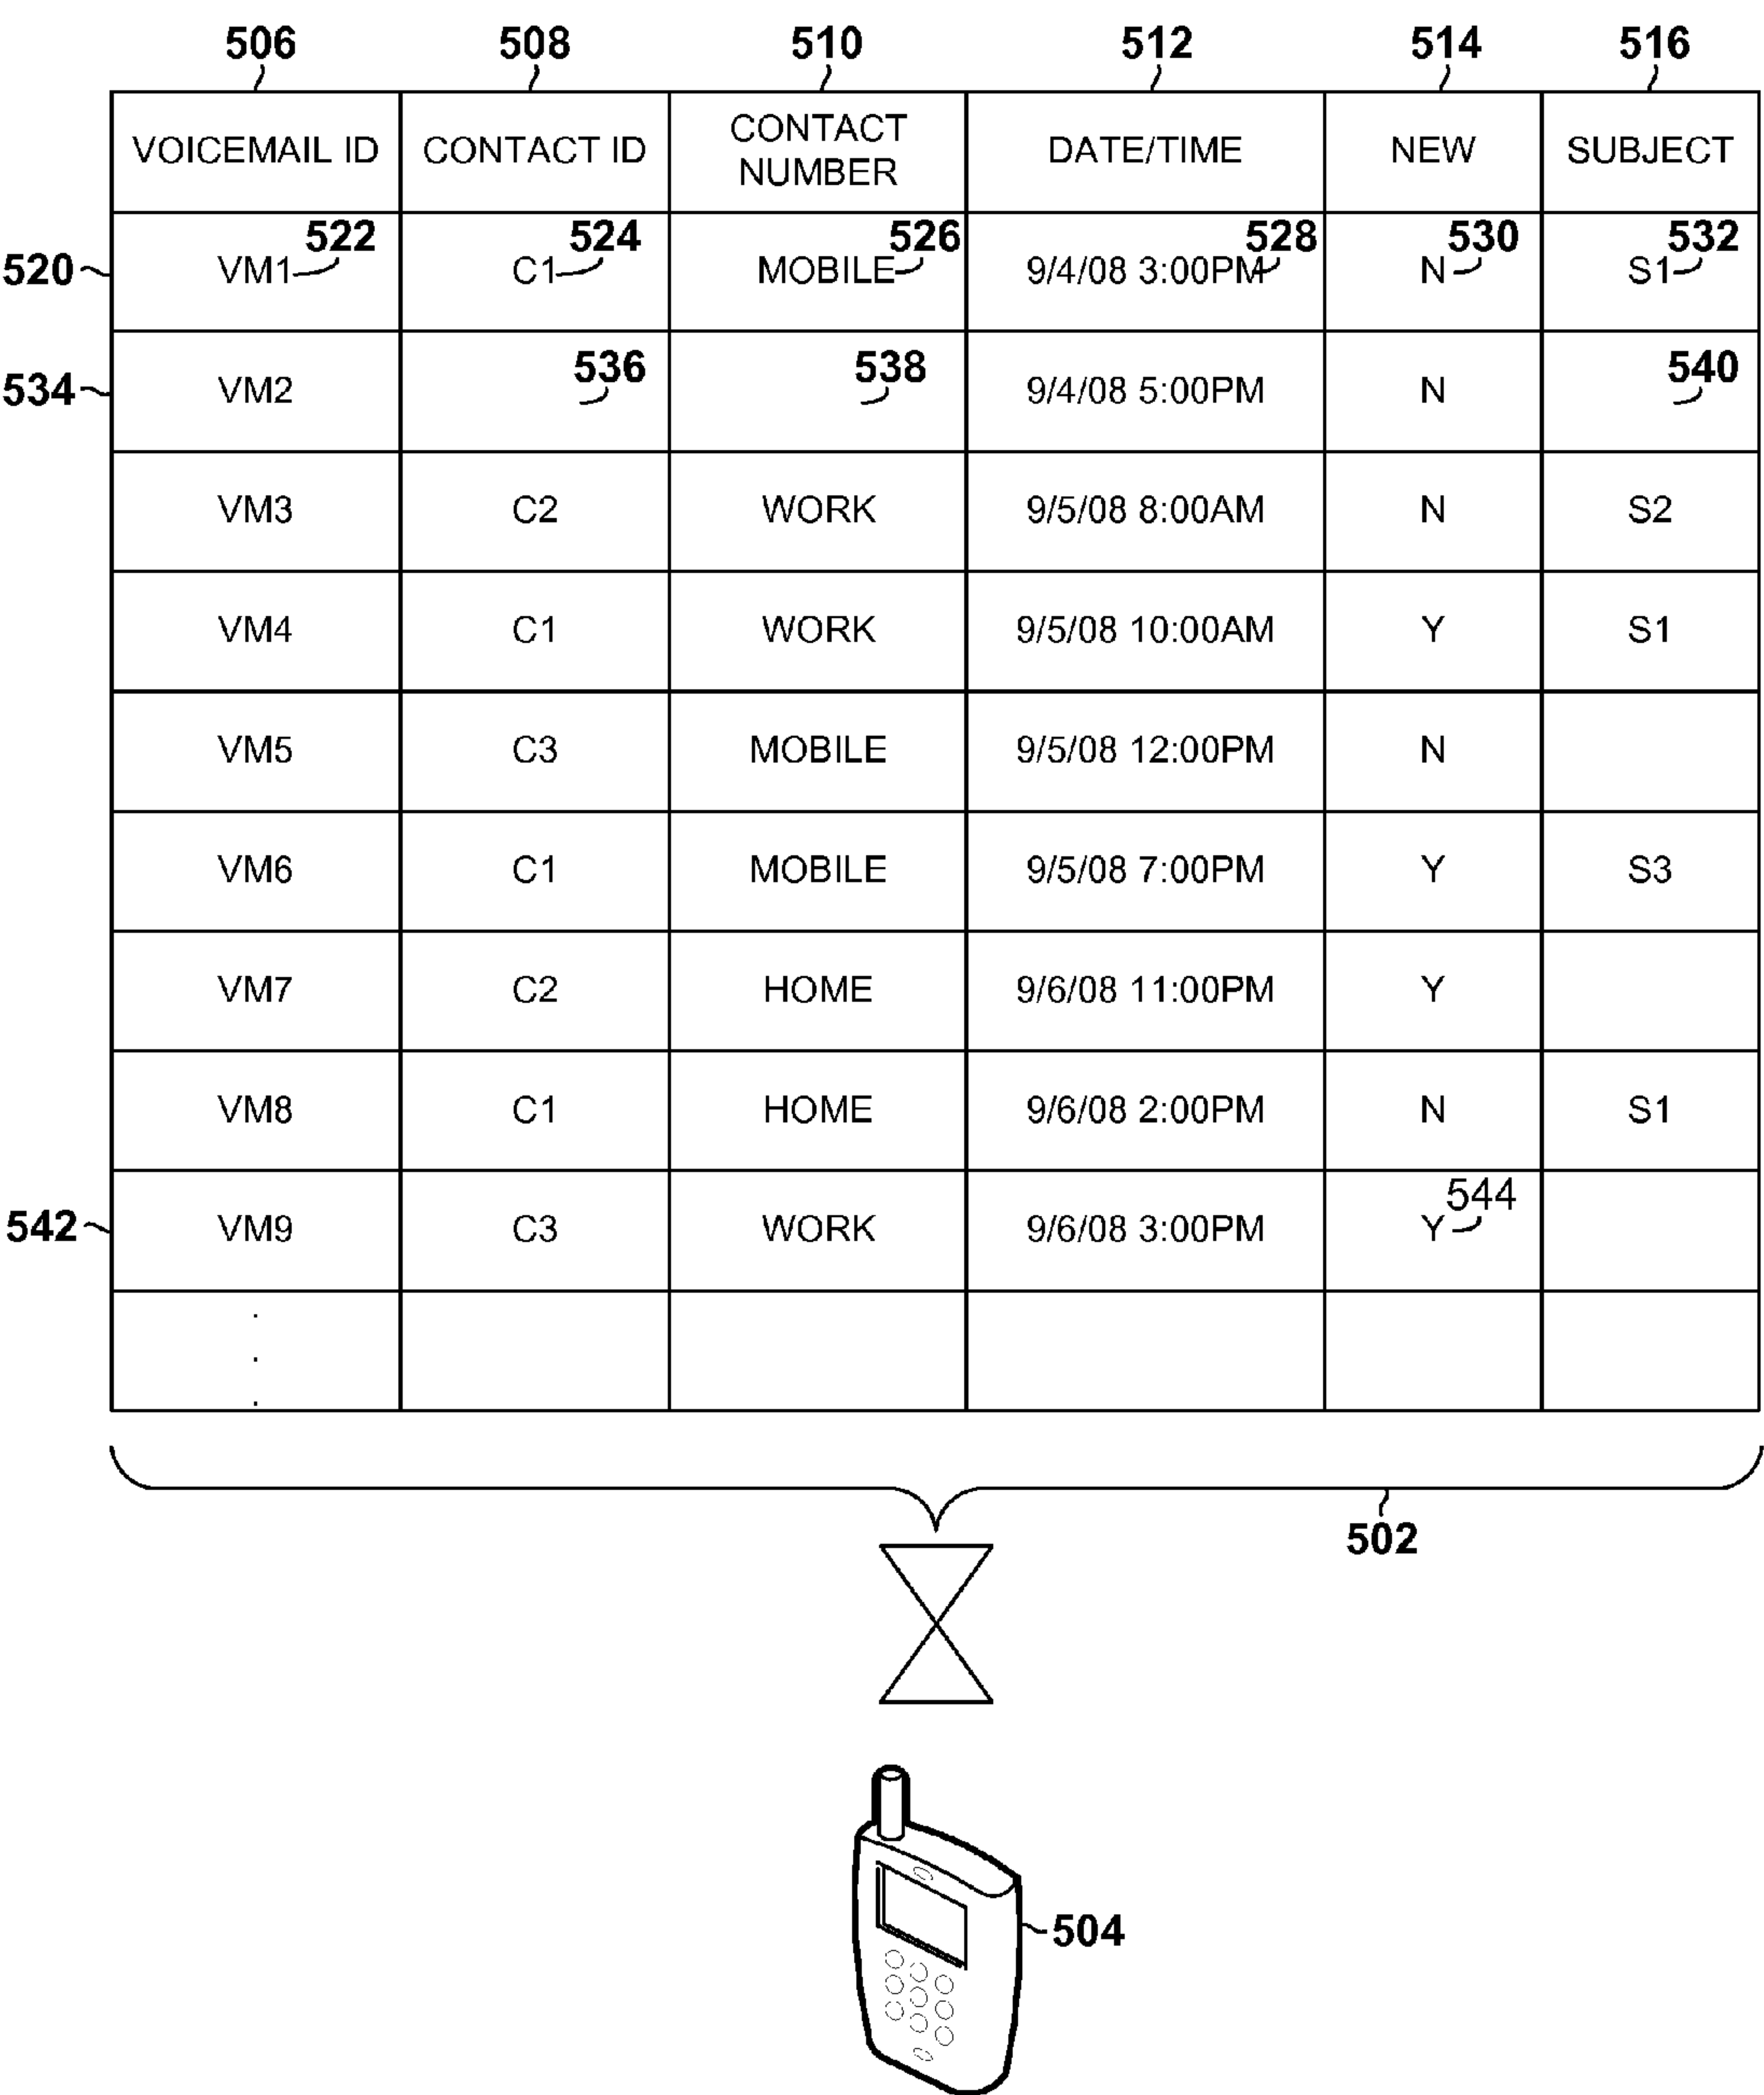 506 508 510 512 514 516
VOICEMAIL ID CONTACT ID CONTACT NUMBER DATE/TIME NEW SUBJECT
522 524 526 528 530 532
520 VM1 C1 MOBILE 9/4/08 3:00PM N S1
536 538 540
534 VM2 9/4/08 5:00PM N
VM3 C2 WORK 9/5/08 8:00AM N S2
VM4 C1 WORK 9/5/08 10:00AM Y S1
VM5 C3 MOBILE 9/5/08 12:00PM N
VM6 C1 MOBILE 9/5/08 7:00PM Y S3
VM7 C2 HOME 9/6/08 11:00PM Y
VM8 C1 HOME 9/6/08 2:00PM N S1
544
542 VM9 C3 WORK 9/6/08 3:00PM Y
.
.
.
502
504